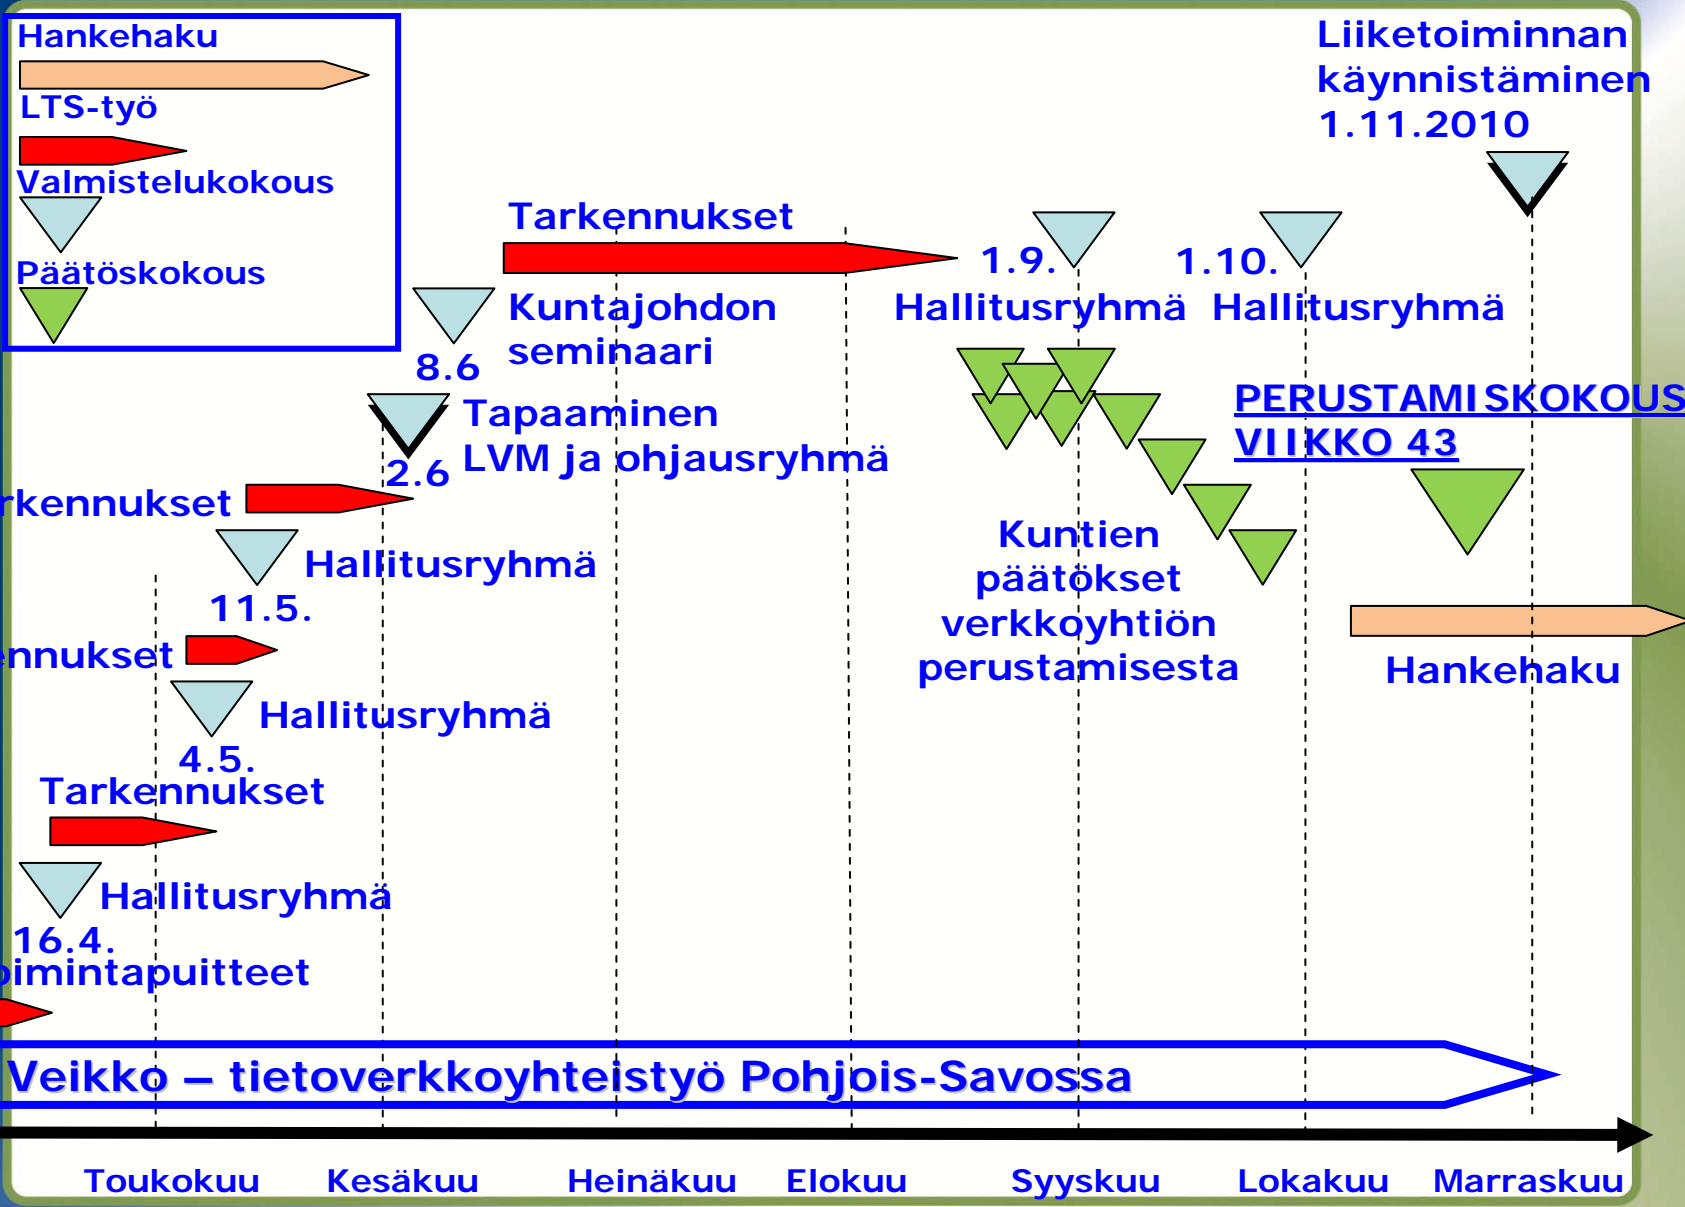 Hankehaku
LTS-työ
Valmistelukokous
Päätöskokous
Liiketoiminnan
käynnistäminen
1.11.2010
Tarkennukset
1.9.
Hallitusryhmä
1.10.
Hallitusryhmä
Kuntajohdon
seminaari
8.6
Tapaaminen
LVM ja ohjausryhmä
2.6
PERUSTAMISKOKOUS
VIIKKO 43
rkennukset
Hallitusryhmä
11.5.
Kuntien
päätökset
verkkoyhtiön
perustamisesta
Hankehaku
ennukset
Hallitusryhmä
4.5.
Tarkennukset
Hallitusryhmä
16.4.
oimintapuitteet
Veikko – tietoverkkoyhteistyö Pohjois-Savossa
Toukokuu Kesäkuu Heinäkuu Elokuu Syyskuu Lokakuu Marraskuu